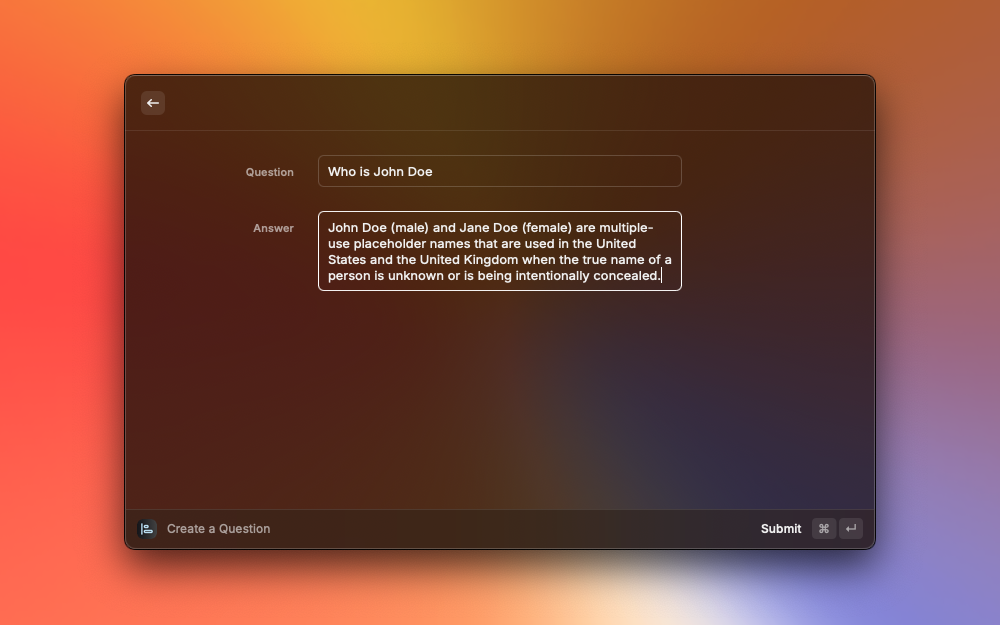 Question
Who is John Doe
Answer
John Doe (male) and Jane Doe (female) are multiple-
use placeholder names that are used in the United
States and the United Kingdom when the true name of a
person is unknown or is being intentionally concealed.
Create a Question
Submit ⌘ ↵